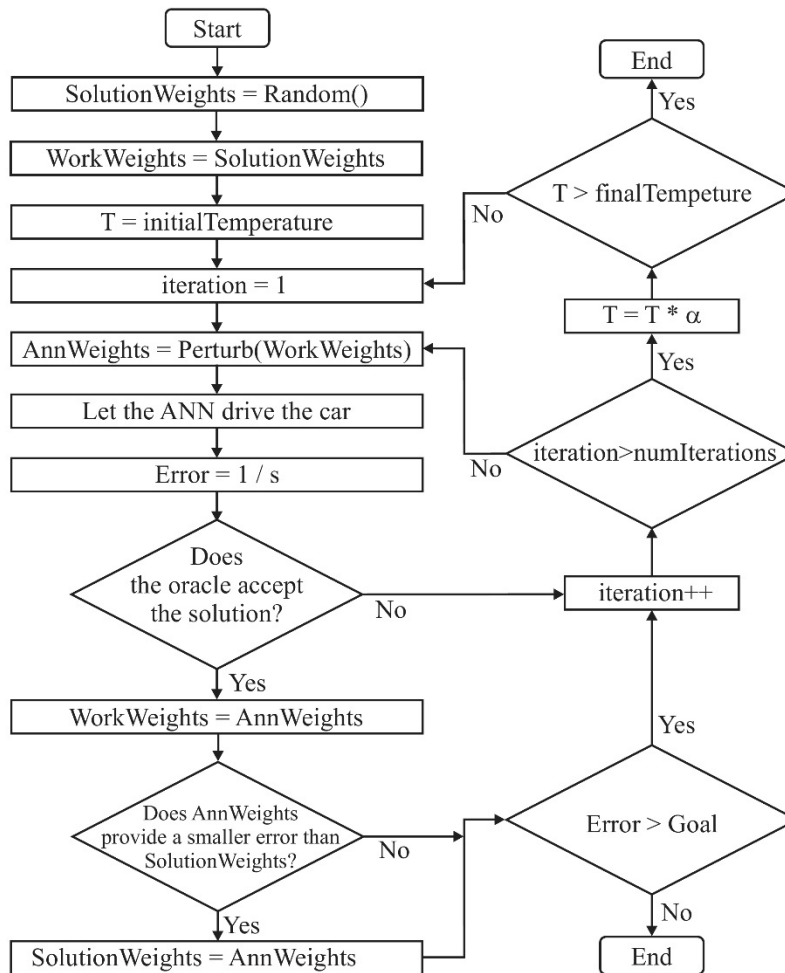 Start
SolutionWeights = Random()
WorkWeights = SolutionWeights
T = initialTemperature
iteration = 1
AnnWeights = Perturb(WorkWeights)
Let the ANN drive the car
Error = 1 / s
Does
the oracle accept
the solution?
No
Yes
WorkWeights = AnnWeights
Does AnnWeights
provide a smaller error than
SolutionWeights?
No
Yes
SolutionWeights = AnnWeights
End
Yes
T > finalTempeture
No
T = T * α
Yes
iteration>numIterations
No
iteration++
Yes
Error > Goal
No
End